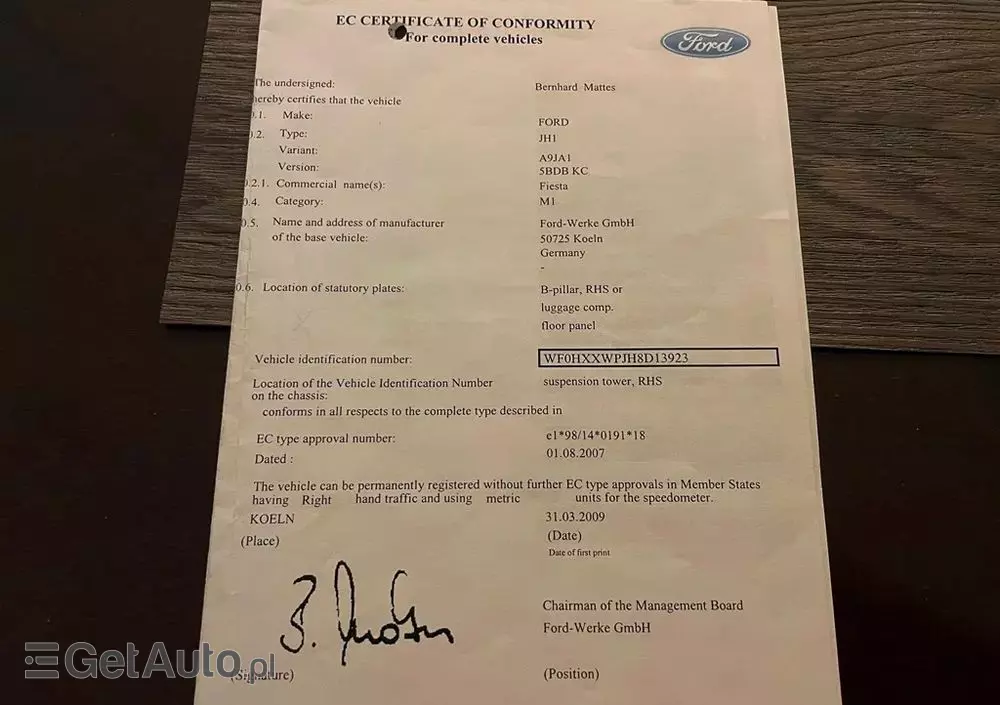 EC CERTIFICATE OF CONFORMITY
For complete vehicles
Ford
The undersigned: Bernhard Mattes
hereby certifies that the vehicle
0.1. Make: FORD
0.2. Type: JH1
Variant: A9JA1
Version: 5BDB KC
0.2.1. Commercial name(s): Fiesta
0.4. Category: M1
0.5. Name and address of manufacturer Ford-Werke GmbH
of the base vehicle: 50725 Koeln
Germany
-
0.6. Location of statutory plates: B-pillar, RHS or
luggage comp.
floor panel
Vehicle identification number: WF0HXXWPJH8D13923
Location of the Vehicle Identification Number suspension tower, RHS
on the chassis:
conforms in all respects to the complete type described in
EC type approval number: e1*98/14*0191*18
Dated : 01.08.2007
The vehicle can be permanently registered without further EC type approvals in Member States
having Right hand traffic and using metric units for the speedometer.
KOELN 31.03.2009
(Place) (Date)
Date of first print
B. Mattes
Chairman of the Management Board
Ford-Werke GmbH
(Signature) (Position)
GetAuto.pl